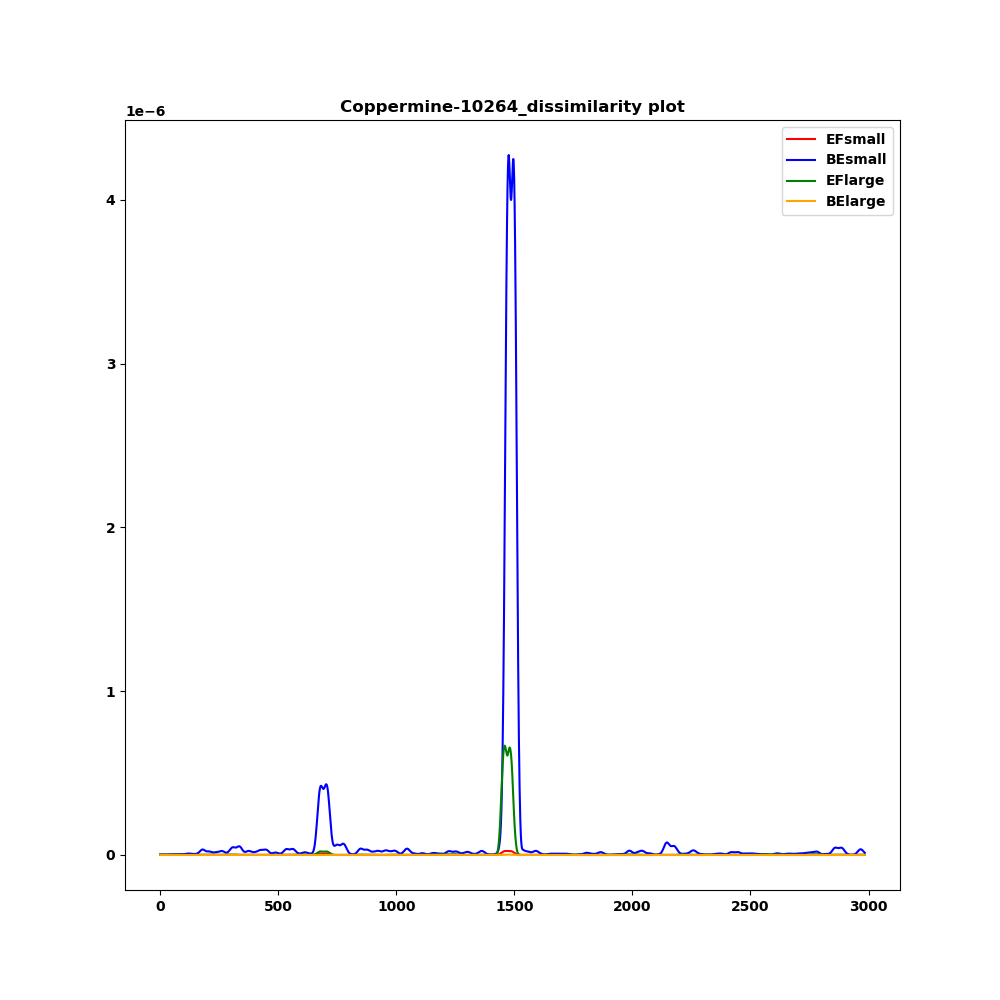 Coppermine-10264_dissimilarity plot
1e−6
EFsmall
BEsmall
EFlarge
BElarge
4
3
2
1
0
0 500 1000 1500 2000 2500 3000